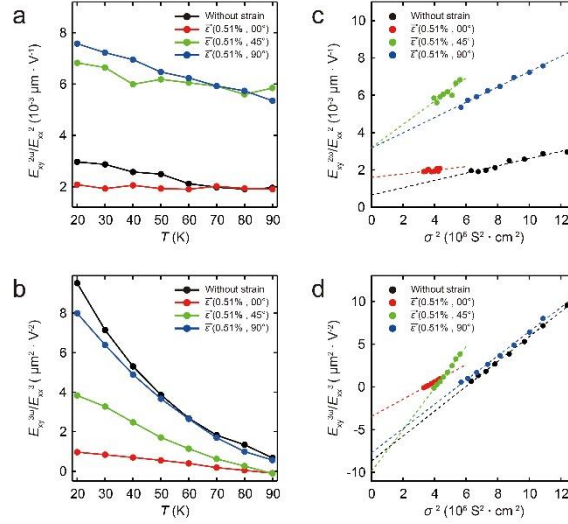 a
Without strain
ε⃗(0.51% , 00°)
ε⃗(0.51% , 45°)
ε⃗(0.51% , 90°)
8
6
4
2
20 30 40 50 60 70 80 90
T (K)
E_xy^2ω/E_xx^2 (10^-3 μm · V^-1)
c
Without strain
ε⃗(0.51% , 00°)
ε⃗(0.51% , 45°)
ε⃗(0.51% , 90°)
10
8
6
4
2
0
0 2 4 6 8 10 12
σ^2 (10^6 S^2 · cm^2)
E_xy^2ω/E_xx^2 (10^-3 μm · V^-1)
b
Without strain
ε⃗(0.51% , 00°)
ε⃗(0.51% , 45°)
ε⃗(0.51% , 90°)
8
6
4
2
0
20 30 40 50 60 70 80 90
T (K)
E_xy^3ω/E_xx^3 (μm^2 · V^-2)
d
Without strain
ε⃗(0.51% , 00°)
ε⃗(0.51% , 45°)
ε⃗(0.51% , 90°)
10
5
0
-5
-10
0 2 4 6 8 10 12
σ^2 (10^6 S^2 · cm^2)
E_xy^3ω/E_xx^3 (μm^2 · V^-2)